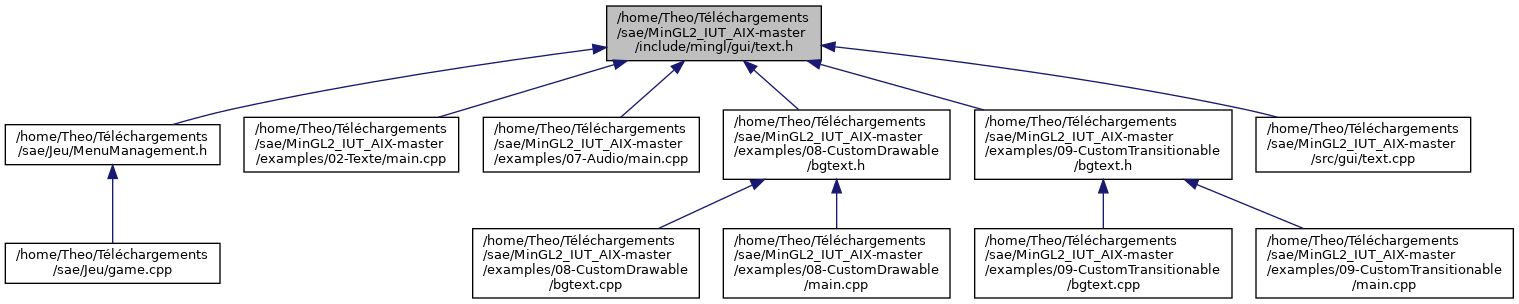 /home/Theo/Téléchargements
/sae/MinGL2_IUT_AIX-master
/include/mingl/gui/text.h
/home/Theo/Téléchargements
/sae/Jeu/MenuManagement.h
/home/Theo/Téléchargements
/sae/MinGL2_IUT_AIX-master
/examples/02-Texte/main.cpp
/home/Theo/Téléchargements
/sae/MinGL2_IUT_AIX-master
/examples/07-Audio/main.cpp
/home/Theo/Téléchargements
/sae/MinGL2_IUT_AIX-master
/examples/08-CustomDrawable
/bgtext.h
/home/Theo/Téléchargements
/sae/MinGL2_IUT_AIX-master
/examples/09-CustomTransitionable
/bgtext.h
/home/Theo/Téléchargements
/sae/MinGL2_IUT_AIX-master
/src/gui/text.cpp
/home/Theo/Téléchargements
/sae/Jeu/game.cpp
/home/Theo/Téléchargements
/sae/MinGL2_IUT_AIX-master
/examples/08-CustomDrawable
/bgtext.cpp
/home/Theo/Téléchargements
/sae/MinGL2_IUT_AIX-master
/examples/08-CustomDrawable
/main.cpp
/home/Theo/Téléchargements
/sae/MinGL2_IUT_AIX-master
/examples/09-CustomTransitionable
/bgtext.cpp
/home/Theo/Téléchargements
/sae/MinGL2_IUT_AIX-master
/examples/09-CustomTransitionable
/main.cpp